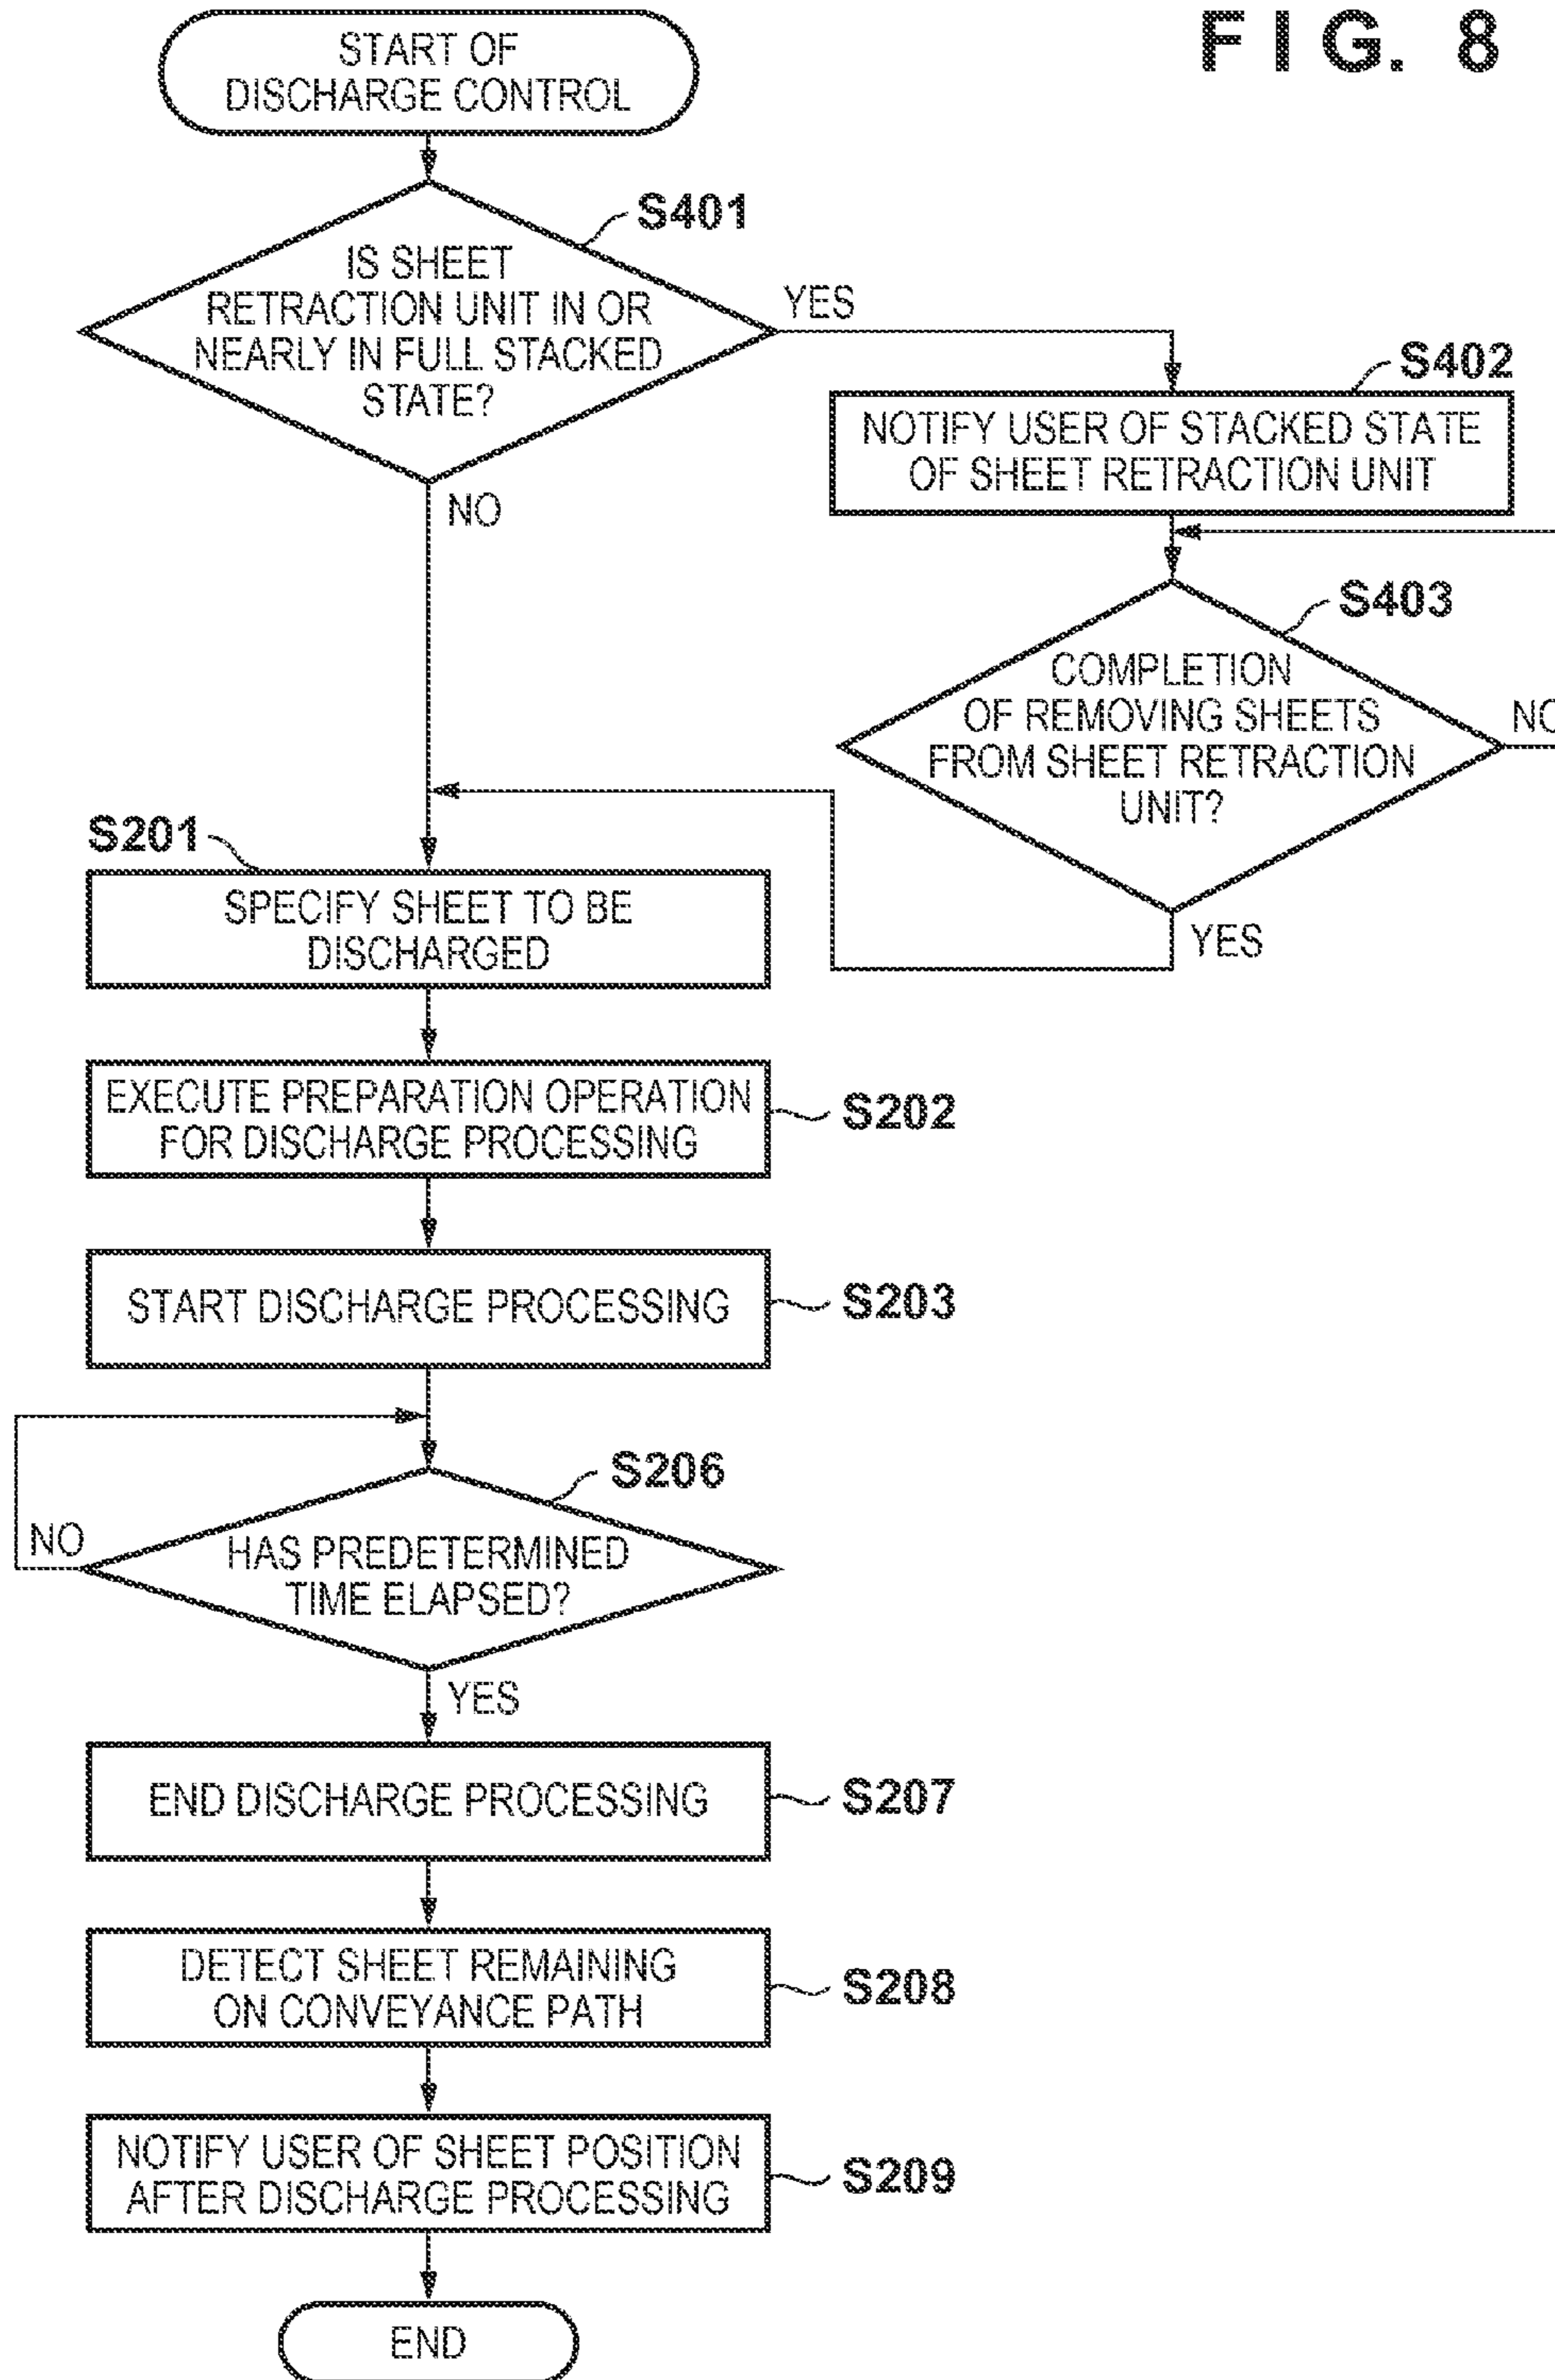 FIG. 8
START OF
DISCHARGE CONTROL
S401
IS SHEET
RETRACTION UNIT IN OR
NEARLY IN FULL STACKED
STATE?
YES
NO
S402
NOTIFY USER OF STACKED STATE
OF SHEET RETRACTION UNIT
S403
COMPLETION
OF REMOVING SHEETS
FROM SHEET RETRACTION
UNIT?
NO
YES
S201
SPECIFY SHEET TO BE
DISCHARGED
EXECUTE PREPARATION OPERATION
FOR DISCHARGE PROCESSING
S202
START DISCHARGE PROCESSING
S203
S206
HAS PREDETERMINED
TIME ELAPSED?
NO
YES
END DISCHARGE PROCESSING
S207
DETECT SHEET REMAINING
ON CONVEYANCE PATH
S208
NOTIFY USER OF SHEET POSITION
AFTER DISCHARGE PROCESSING
S209
END